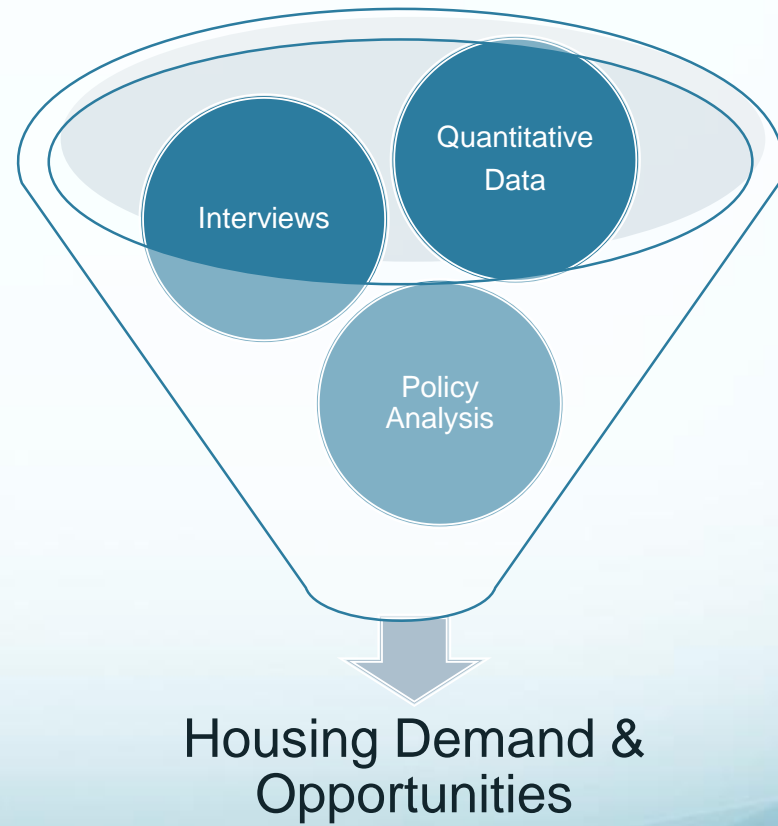 Quantitative
Data
Interviews
Policy
Analysis
Housing Demand &
Opportunities